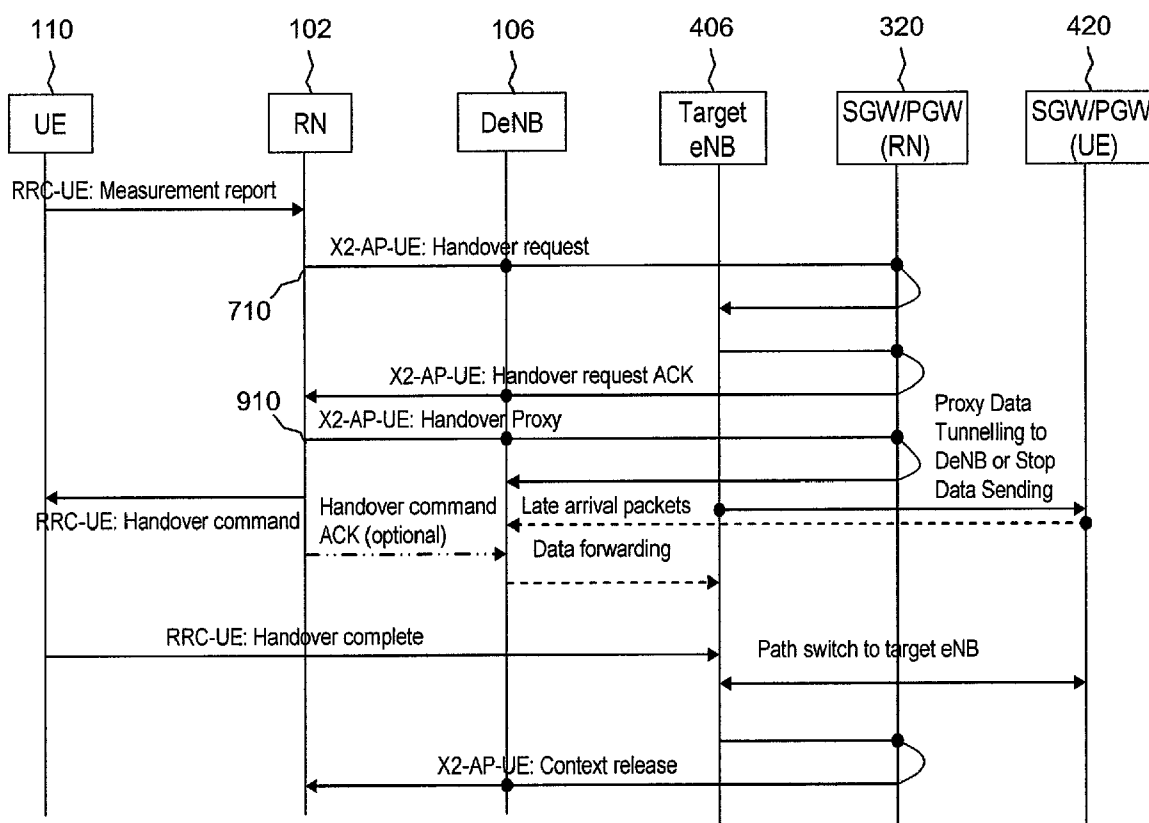 110
102
106
406
320
420
UE
RN
DeNB
Target
eNB
SGW/PGW
(RN)
SGW/PGW
(UE)
RRC-UE: Measurement report
X2-AP-UE: Handover request
710
X2-AP-UE: Handover request ACK
910
X2-AP-UE: Handover Proxy
Proxy Data
Tunnelling to
DeNB or Stop
Data Sending
RRC-UE: Handover command
Handover command
ACK (optional)
Late arrival packets
Data forwarding
RRC-UE: Handover complete
Path switch to target eNB
X2-AP-UE: Context release